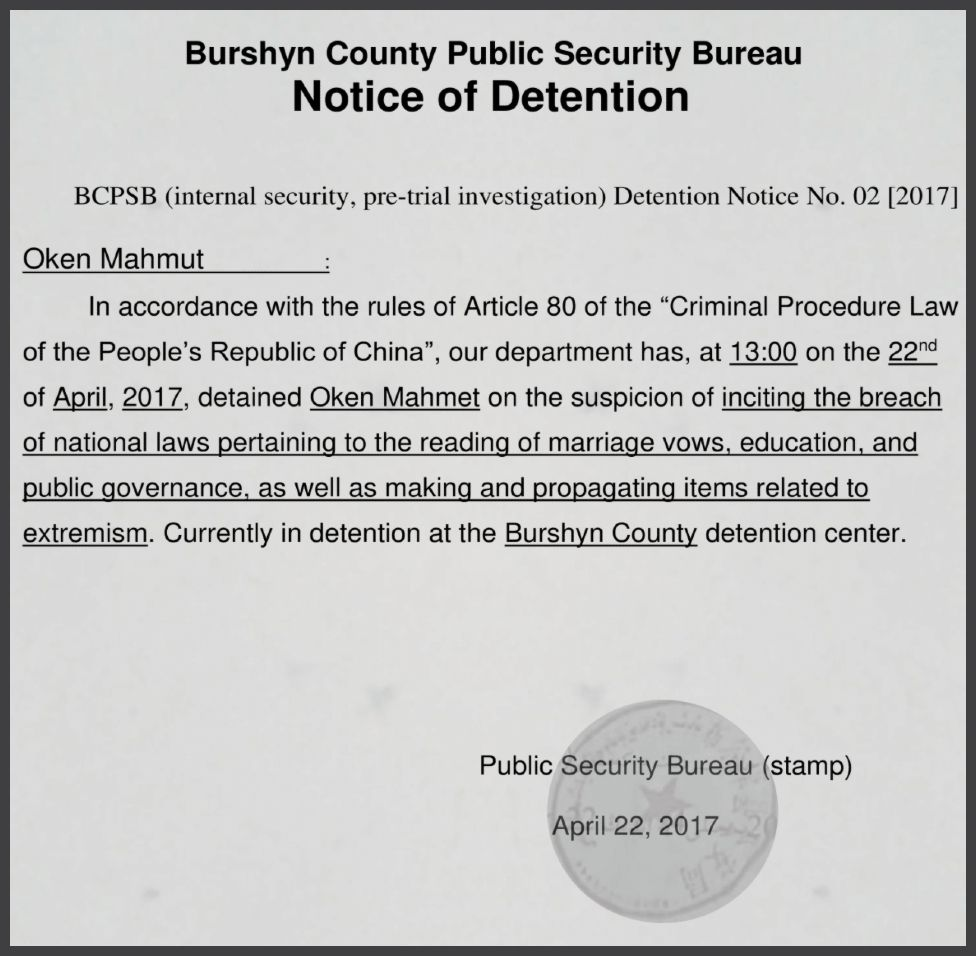 Burshyn County Public Security Bureau
Notice of Detention
BCPSB (internal security, pre-trial investigation) Detention Notice No. 02 [2017]
Oken Mahmut :
In accordance with the rules of Article 80 of the “Criminal Procedure Law
of the People’s Republic of China”, our department has, at 13:00 on the 22nd
of April, 2017, detained Oken Mahmet on the suspicion of inciting the breach
of national laws pertaining to the reading of marriage vows, education, and
public governance, as well as making and propagating items related to
extremism. Currently in detention at the Burshyn County detention center.
Public Security Bureau (stamp)
April 22, 2017